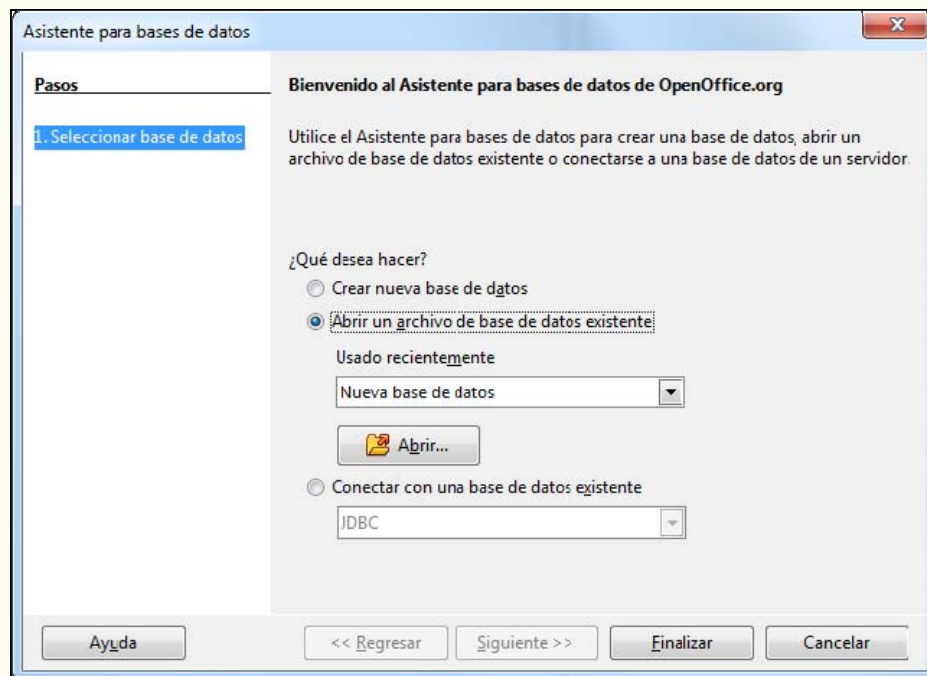 Asistente para bases de datos
Pasos
1. Seleccionar base de datos
Bienvenido al Asistente para bases de datos de OpenOffice.org
Utilice el Asistente para bases de datos para crear una base de datos, abrir un
archivo de base de datos existente o conectarse a una base de datos de un servidor.
¿Qué desea hacer?
Crear nueva base de datos
Abrir un archivo de base de datos existente
Usado recientemente
Nueva base de datos
Abrir...
Conectar con una base de datos existente
JDBC
Ayuda
<< Regresar
Siguiente >>
Finalizar
Cancelar